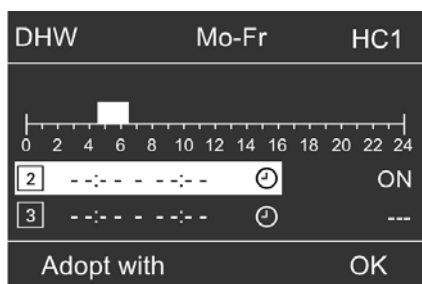 DHW Mo-Fr HC1
0 2 4 6 8 10 12 14 16 18 20 22 24
2 - -:- - - -:- - ON
3 - -:- - - -:- - ---
Adopt with OK